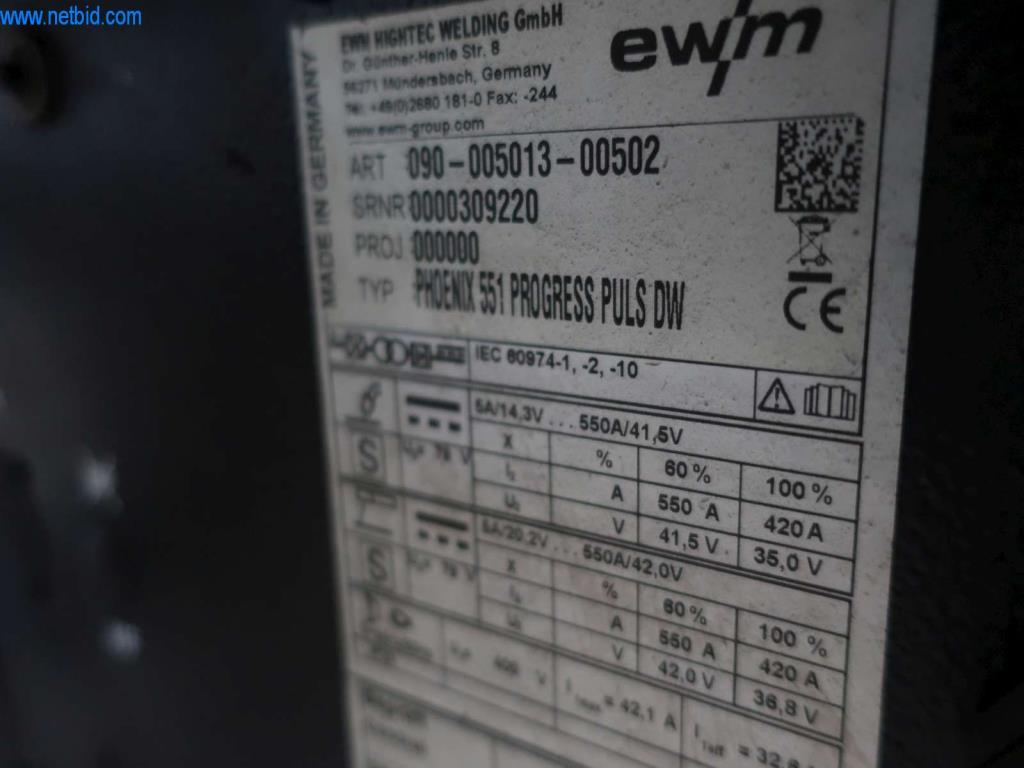 www.netbid.com
EWM HIGHTEC WELDING GmbH
Dr. Günther-Henle Str. 8
56271 Mündersbach, Germany
Tel: +49(0)2680 181-0 Fax: -244
www.ewm-group.com
ewm
MADE IN GERMANY
ART 090-005013-00502
SRNR 0000309220
PROJ 000000
TYP PHOENIX 551 PROGRESS PULS DW
CE
IEC 60974-1, -2, -10
5A/14,3V ... 550A/41,5V
S
X % 60% 100%
I₂ A 550 A 420 A
U₂ V 41,5 V 35,0 V
5A/20,2V ... 550A/42,0V
S
X % 60% 100%
I₂ A 550 A 420 A
U₂ V 42,0 V 36,8 V
= 42,1 A